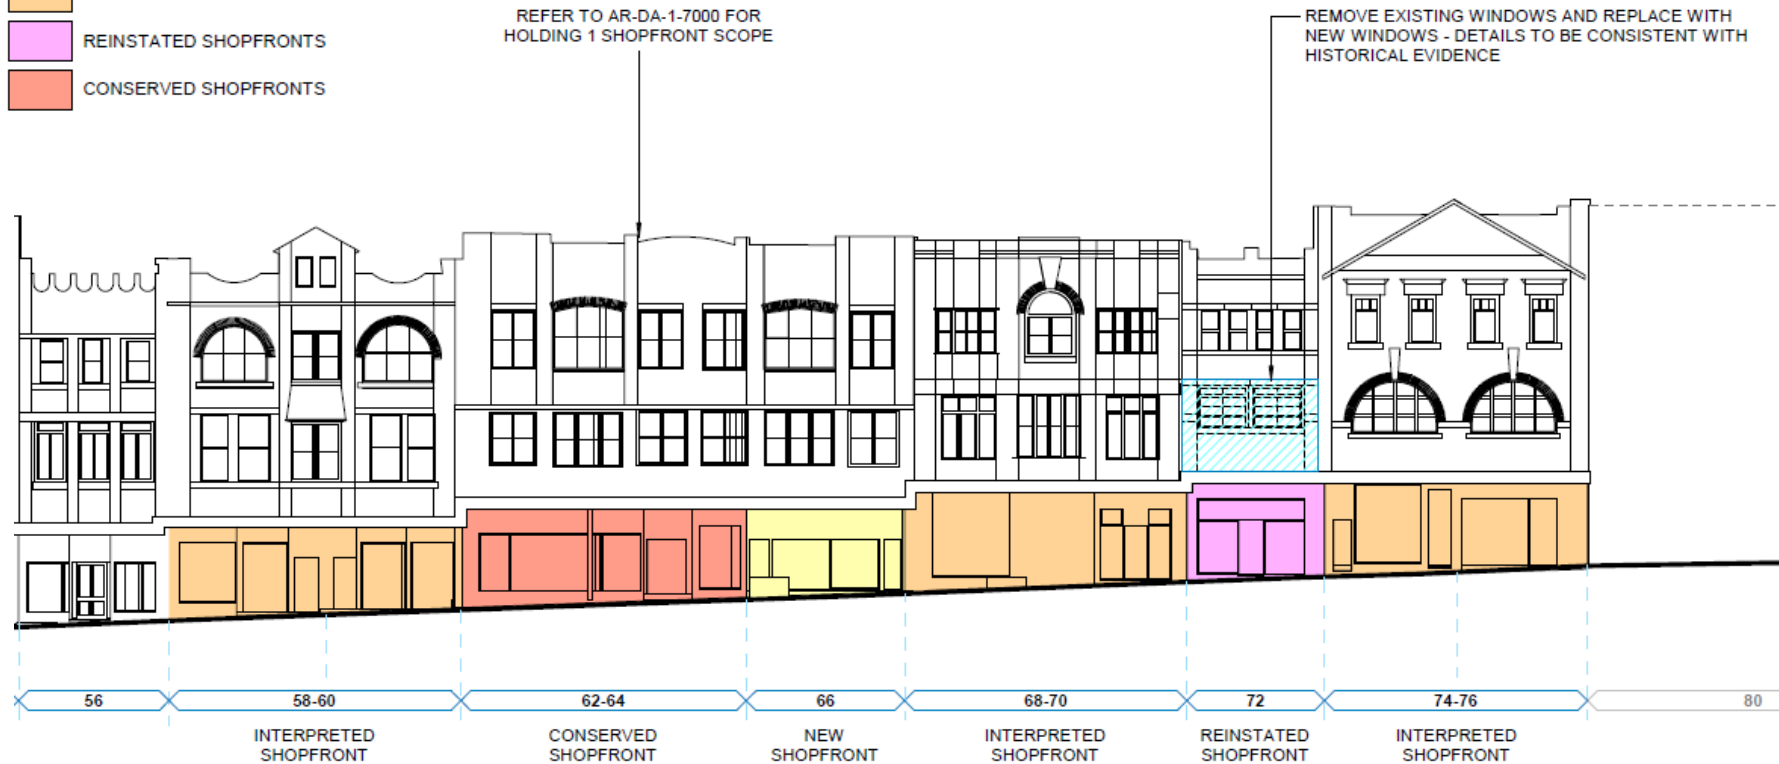 REFER TO AR-DA-1-7000 FOR
HOLDING 1 SHOPFRONT SCOPE
REMOVE EXISTING WINDOWS AND REPLACE WITH
NEW WINDOWS - DETAILS TO BE CONSISTENT WITH
HISTORICAL EVIDENCE
REINSTATED SHOPFRONTS
CONSERVED SHOPFRONTS
56
58-60
62-64
66
68-70
72
74-76
80
INTERPRETED
SHOPFRONT
CONSERVED
SHOPFRONT
NEW
SHOPFRONT
INTERPRETED
SHOPFRONT
REINSTATED
SHOPFRONT
INTERPRETED
SHOPFRONT